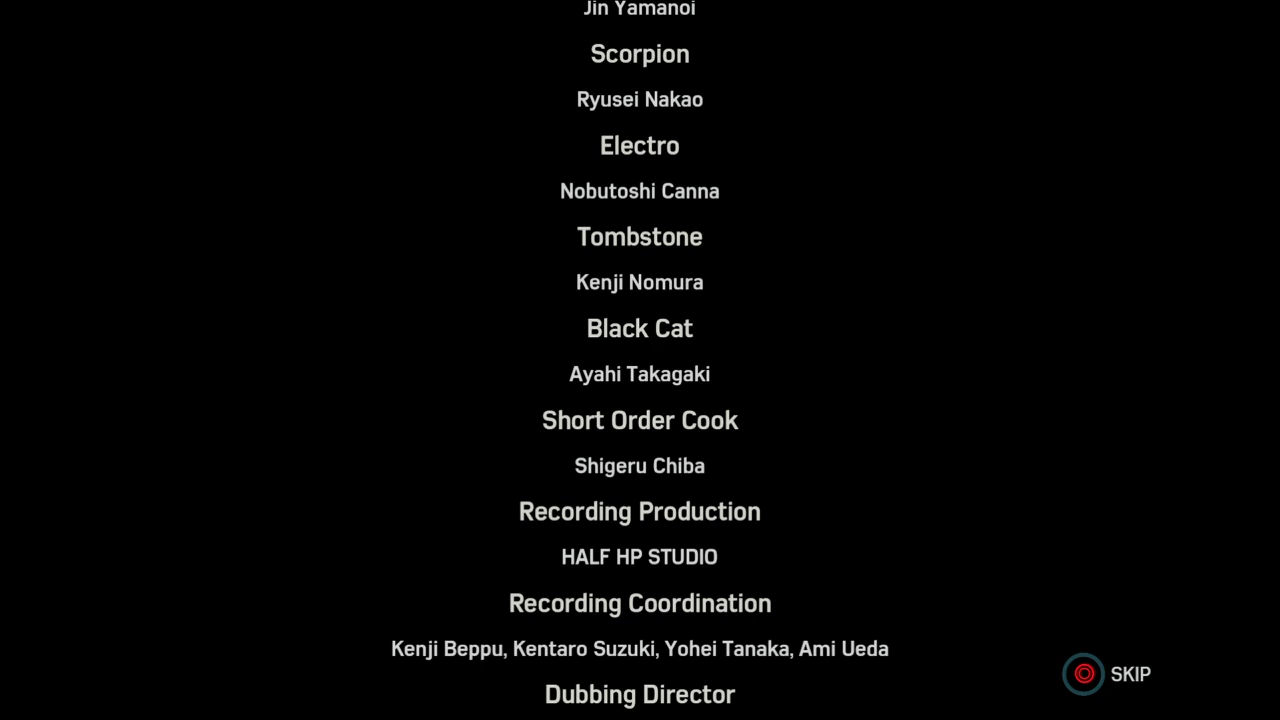 Jin Yamanoi
Scorpion
Ryusei Nakao
Electro
Nobutoshi Canna
Tombstone
Kenji Nomura
Black Cat
Ayahi Takagaki
Short Order Cook
Shigeru Chiba
Recording Production
HALF HP STUDIO
Recording Coordination
Kenji Beppu, Kentaro Suzuki, Yohei Tanaka, Ami Ueda
SKIP
Dubbing Director